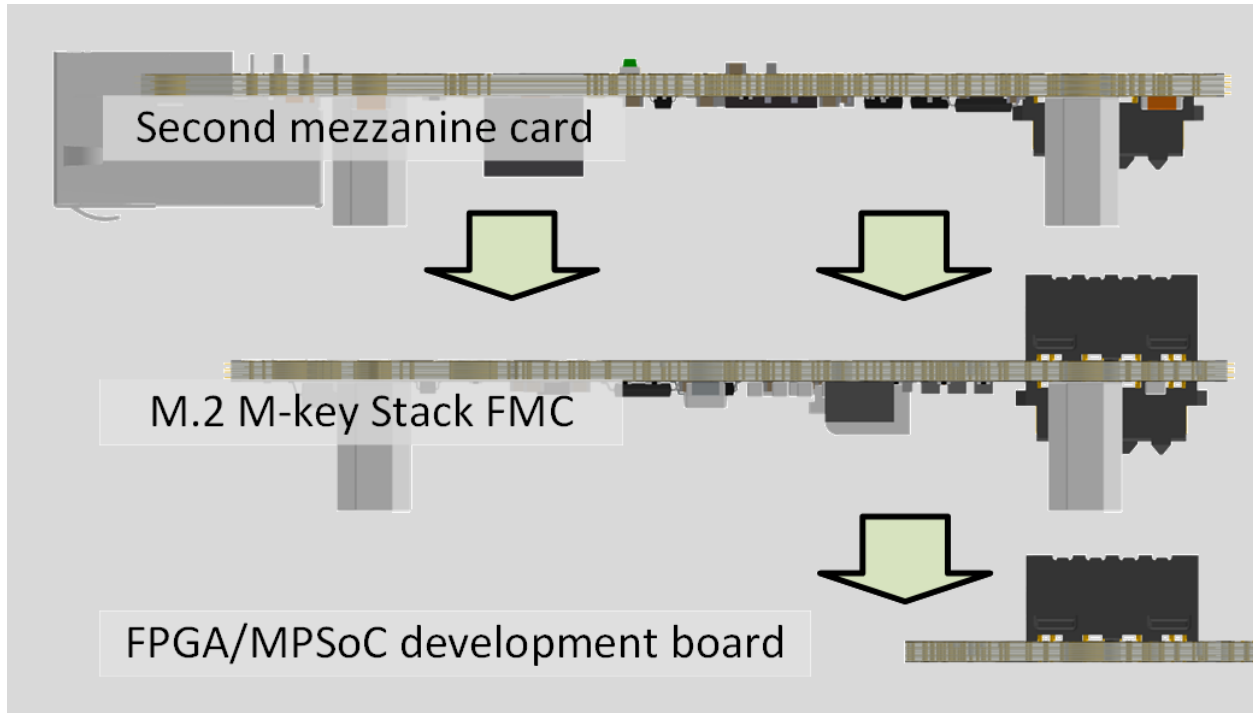 Second mezzanine card
M.2 M-key Stack FMC
FPGA/MPSoC development board